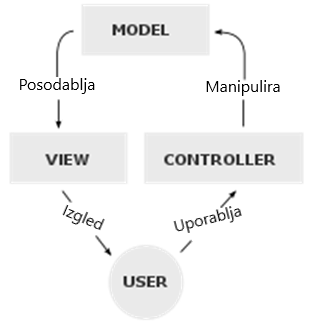 MODEL
Posodablja
Manipulira
VIEW
CONTROLLER
Izgled
Uporablja
USER